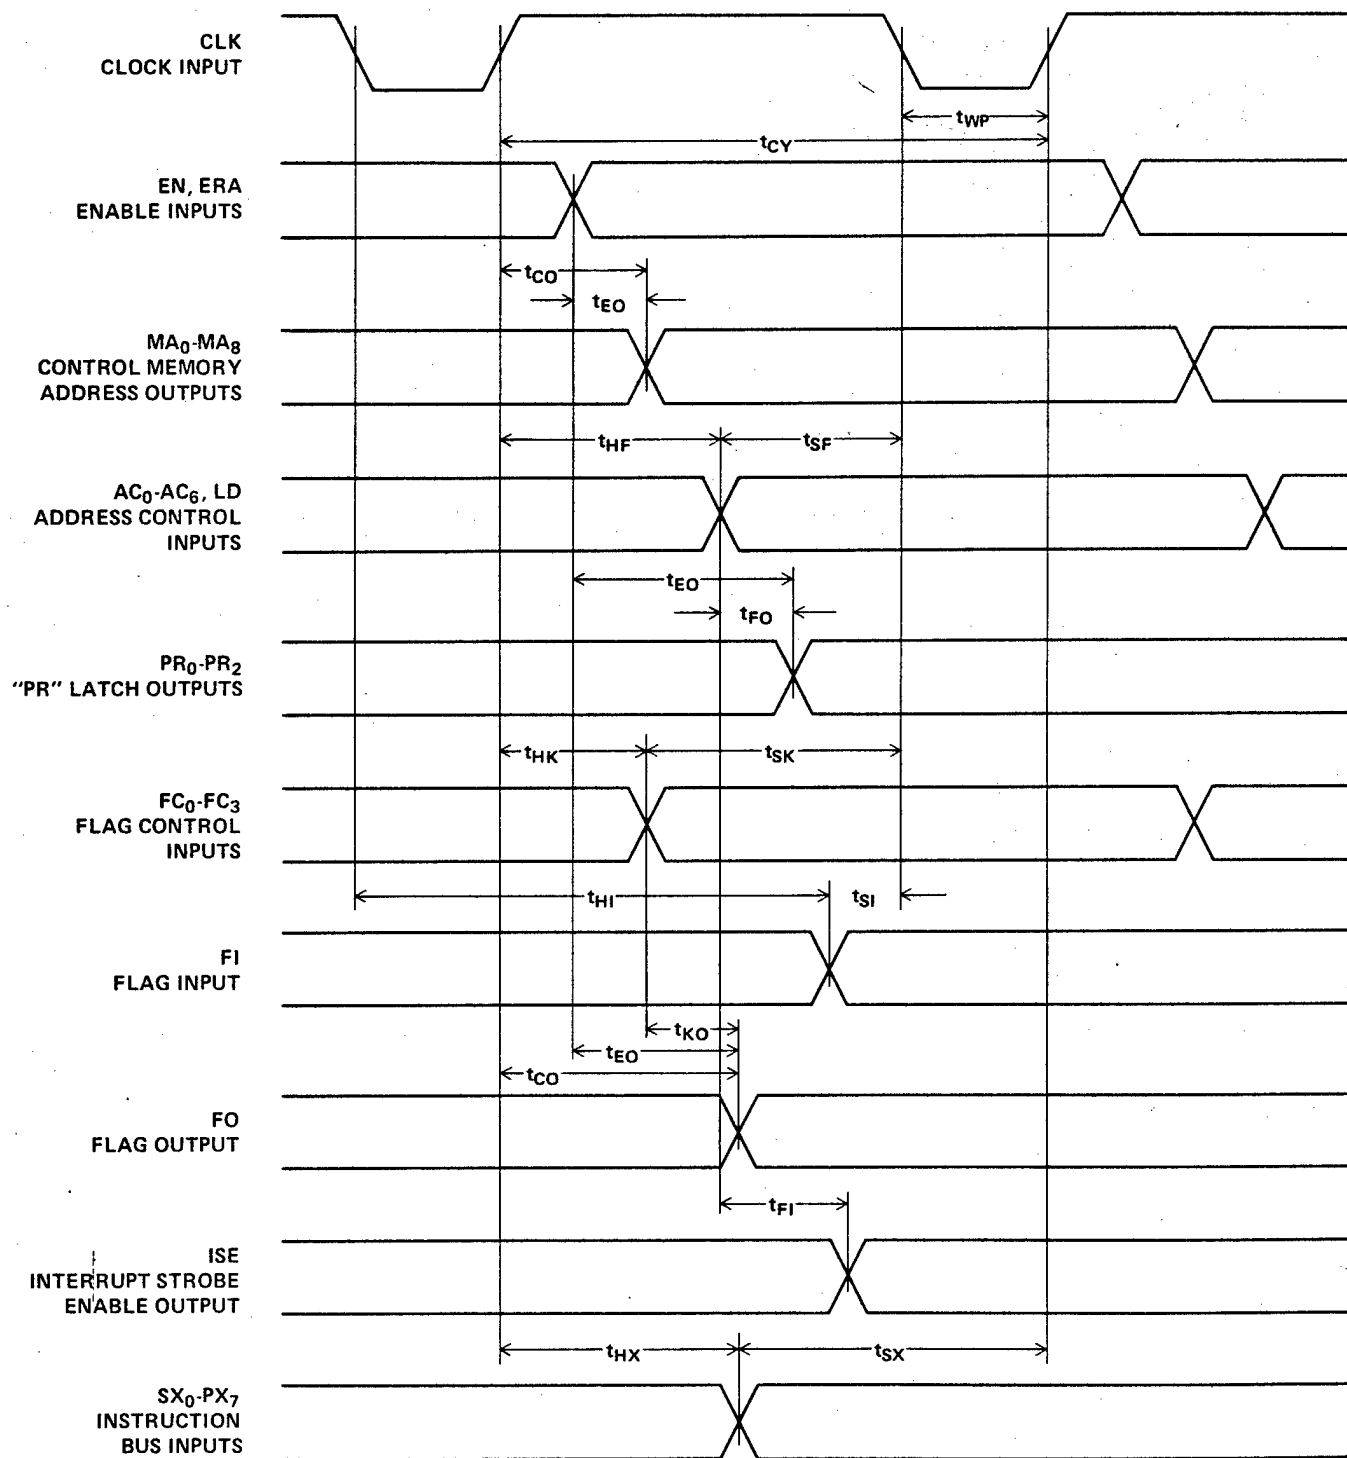 CLK
CLOCK INPUT
tWP
tCY
EN, ERA
ENABLE INPUTS
tCO
tEO
MA0-MA8
CONTROL MEMORY
ADDRESS OUTPUTS
tHF
tSF
AC0-AC6, LD
ADDRESS CONTROL
INPUTS
tEO
tFO
PR0-PR2
"PR" LATCH OUTPUTS
tHK
tSK
FC0-FC3
FLAG CONTROL
INPUTS
tHI
tSI
FI
FLAG INPUT
tKO
tEO
tCO
FO
FLAG OUTPUT
tFI
ISE
INTERRUPT STROBE
ENABLE OUTPUT
tHX
tSX
SX0-PX7
INSTRUCTION
BUS INPUTS